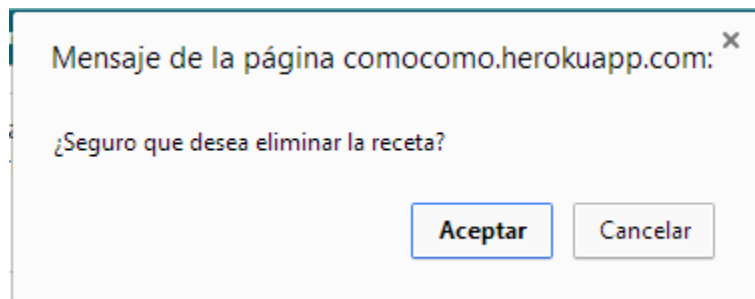 Mensaje de la página comocomo.herokuapp.com:
¿Seguro que desea eliminar la receta?
Aceptar Cancelar